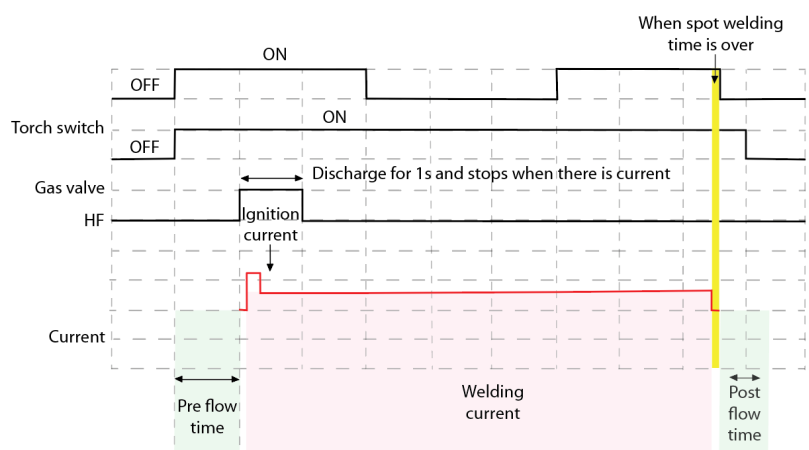 When spot welding
time is over
ON
OFF
Torch switch
ON
OFF
Gas valve
Discharge for 1s and stops when there is current
HF
Ignition
current
Current
Pre flow
time
Welding
current
Post
flow
time